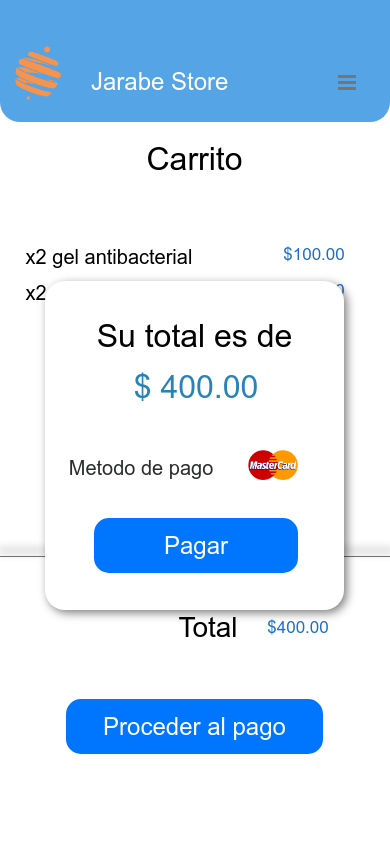 Jarabe Store
Carrito
x2 gel antibacterial $100.00
x2
Su total es de
$ 400.00
Metodo de pago MasterCard
Pagar
Total $400.00
Proceder al pago